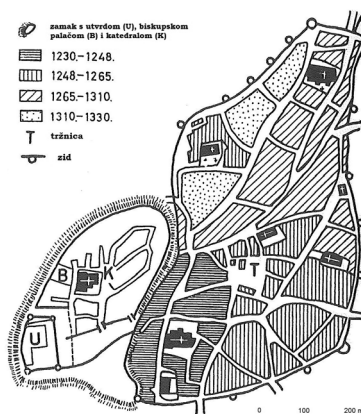 zamak s utvrdom (U), biskupskom
palačom (B) i katedralom (K)
1230.–1248.
1248–1265.
1265–1310.
1310–1330.
T tržnica
zid
B K
T
U
0 100 200 m